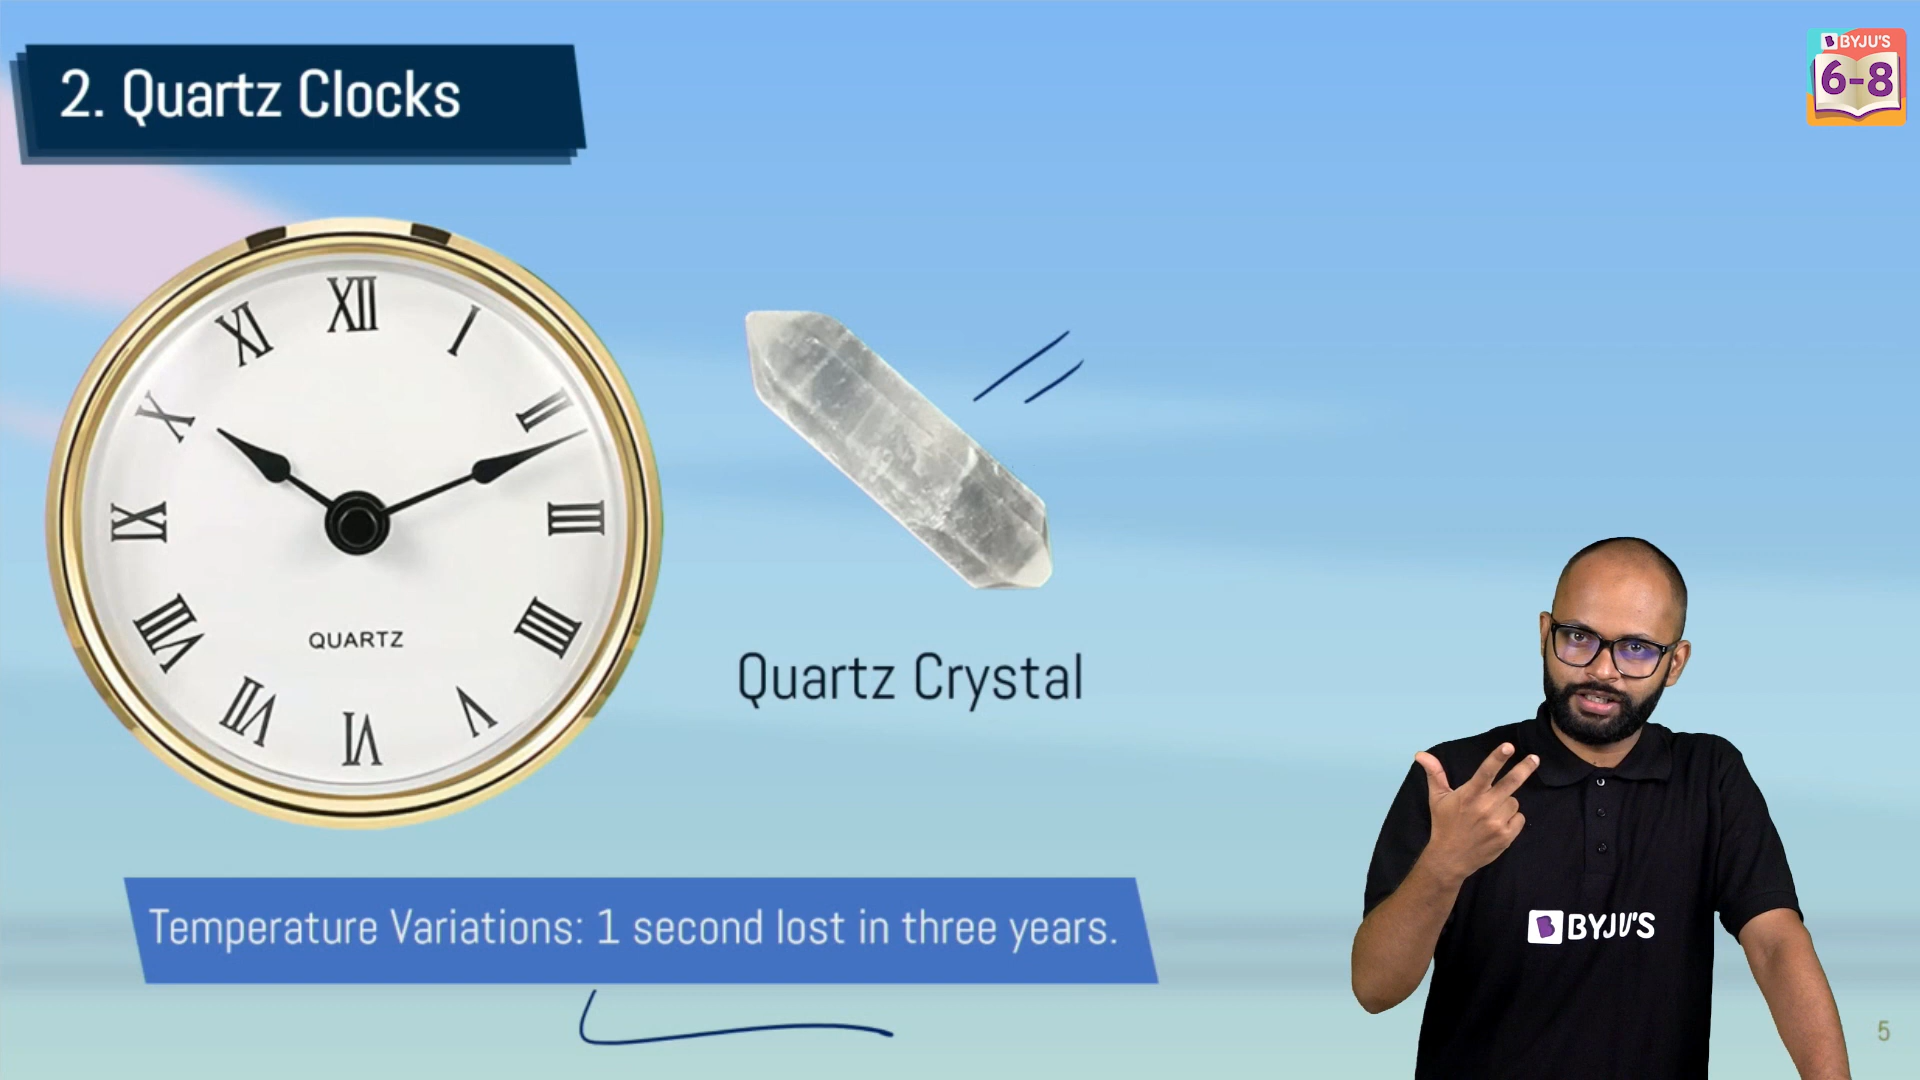 2. Quartz Clocks
BYJU'S
6-8
XII
I
II
III
IIII
V
VI
VII
VIII
IX
X
XI
QUARTZ
Quartz Crystal
Temperature Variations: 1 second lost in three years.
BYJU'S
5